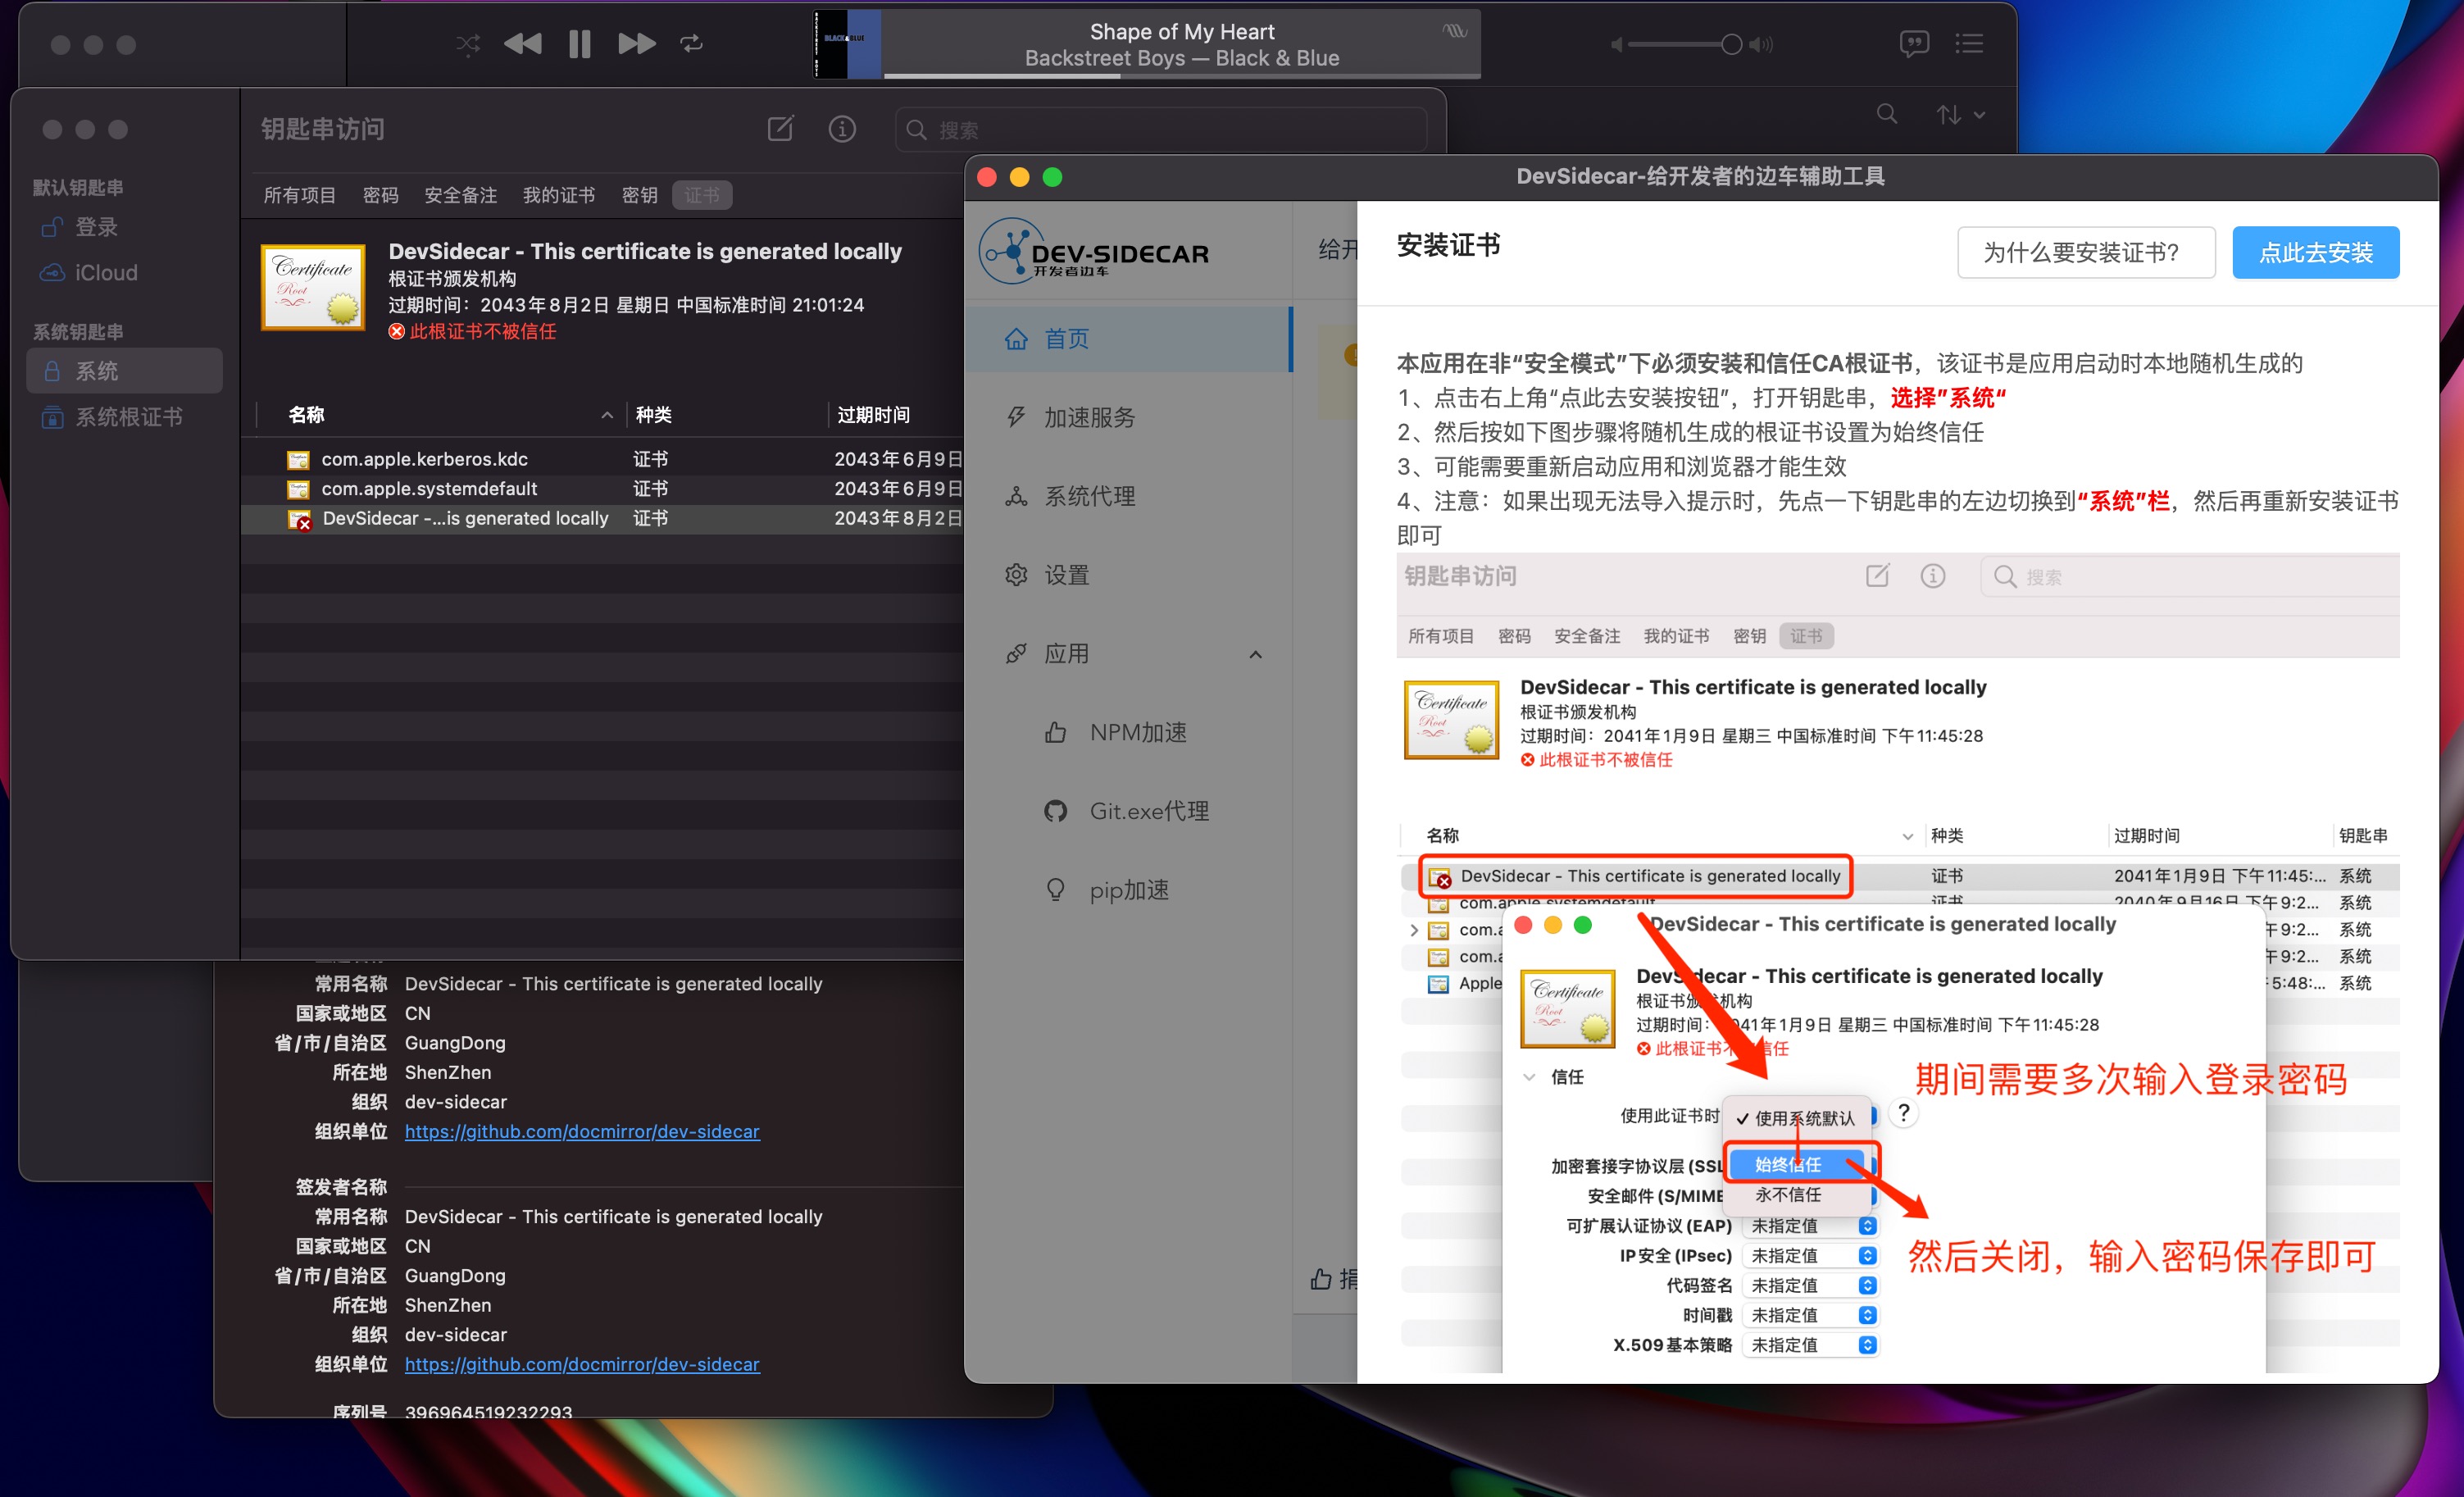 Shape of My Heart
Backstreet Boys — Black & Blue
钥匙串访问
搜索
默认钥匙串
登录
iCloud
系统钥匙串
系统
系统根证书
所有项目 密码 安全备注 我的证书 密钥 证书
DevSidecar - This certificate is generated locally
根证书颁发机构
过期时间：2043年8月2日 星期日 中国标准时间 21:01:24
此根证书不被信任
名称 种类 过期时间
com.apple.kerberos.kdc 证书 2043年6月9日
com.apple.systemdefault 证书 2043年6月9日
DevSidecar -...is generated locally 证书 2043年8月2日
常用名称 DevSidecar - This certificate is generated locally
国家或地区 CN
省/市/自治区 GuangDong
所在地 ShenZhen
组织 dev-sidecar
组织单位 https://github.com/docmirror/dev-sidecar
签发者名称
常用名称 DevSidecar - This certificate is generated locally
国家或地区 CN
省/市/自治区 GuangDong
所在地 ShenZhen
组织 dev-sidecar
组织单位 https://github.com/docmirror/dev-sidecar
序列号 396964519232293
DevSidecar-给开发者的边车辅助工具
DEV-SIDECAR
开发者边车
给开
首页
加速服务
系统代理
设置
应用
NPM加速
Git.exe代理
pip加速
捐
安装证书
为什么要安装证书?
点此去安装
本应用在非“安全模式”下必须安装和信任CA根证书，该证书是应用启动时本地随机生成的
1、点击右上角“点此去安装按钮”，打开钥匙串，选择”系统“
2、然后按如下图步骤将随机生成的根证书设置为始终信任
3、可能需要重新启动应用和浏览器才能生效
4、注意：如果出现无法导入提示时，先点一下钥匙串的左边切换到“系统”栏，然后再重新安装证书
即可
钥匙串访问
搜索
所有项目 密码 安全备注 我的证书 密钥 证书
DevSidecar - This certificate is generated locally
根证书颁发机构
过期时间：2041年1月9日 星期三 中国标准时间 下午11:45:28
此根证书不被信任
名称 种类 过期时间 钥匙串
DevSidecar - This certificate is generated locally 证书 2041年1月9日 下午11:45:... 系统
com.apple.systemdefault 证书 2040年9月16日 下午9:2... 系统
com.a 午9:2... 系统
com.a 午9:2... 系统
Apple 5:48:... 系统
DevSidecar - This certificate is generated locally
DevSidecar - This certificate is generated locally
根证书颁发机构
过期时间：2041年1月9日 星期三 中国标准时间 下午11:45:28
此根证书不被信任
信任
期间需要多次输入登录密码
使用此证书时 ✓ 使用系统默认 ?
加密套接字协议层 (SSL 始终信任
安全邮件 (S/MIME 永不信任
可扩展认证协议 (EAP) 未指定值
IP 安全 (IPsec) 未指定值
然后关闭，输入密码保存即可
代码签名 未指定值
时间戳 未指定值
X.509基本策略 未指定值